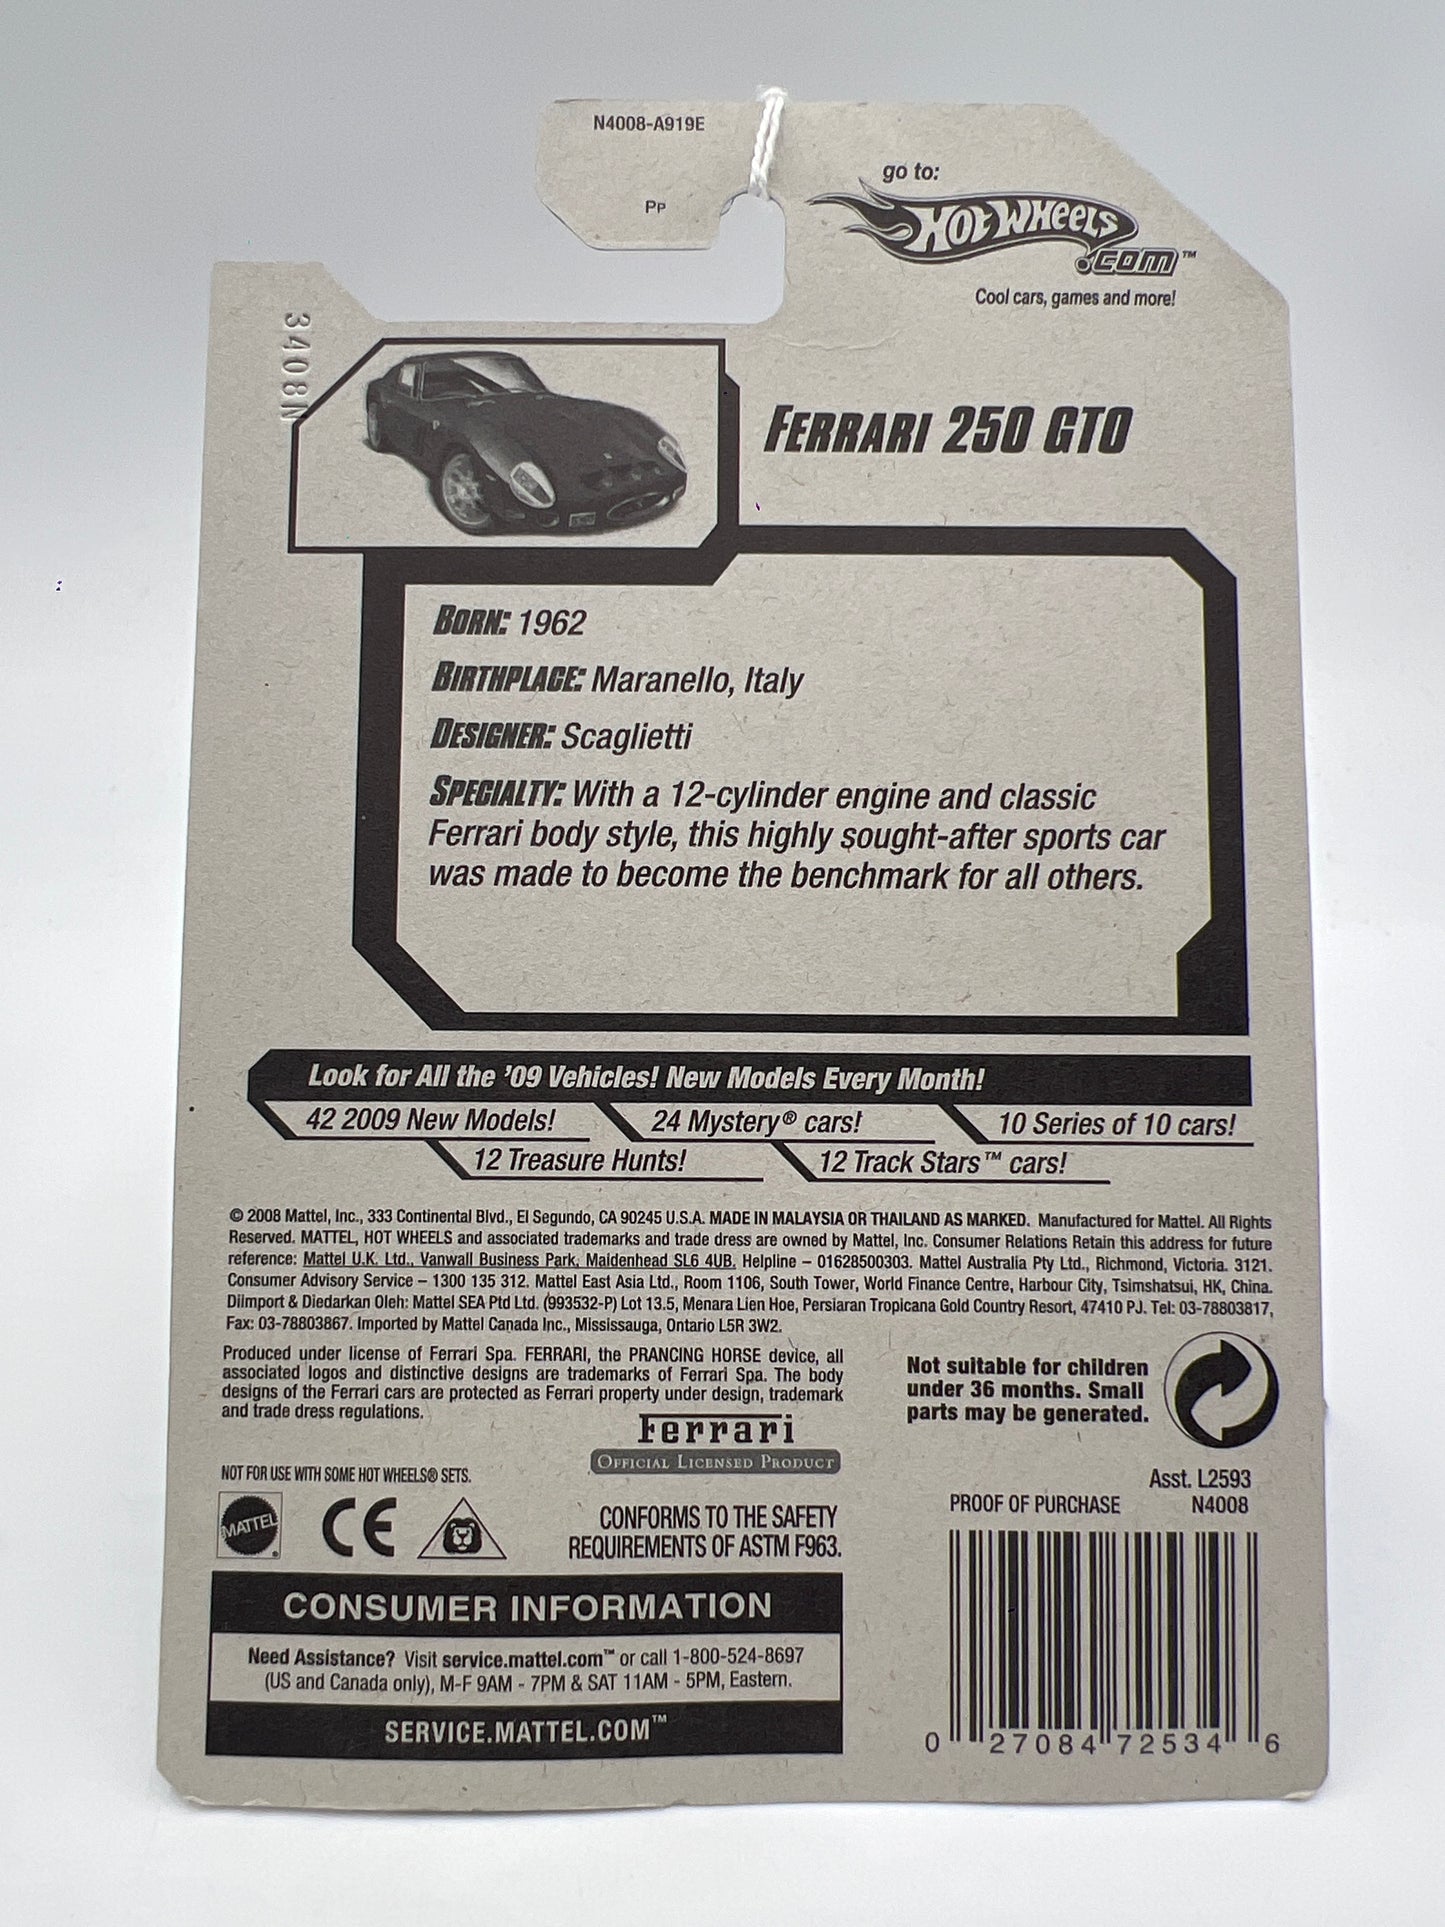 N4008-A919E
PP
go to:
HOT WHEELS
.COM™
Cool cars, games and more!
3408N
FERRARI 250 GTO
BORN: 1962
BIRTHPLACE: Maranello, Italy
DESIGNER: Scaglietti
SPECIALTY: With a 12-cylinder engine and classic
Ferrari body style, this highly sought-after sports car
was made to become the benchmark for all others.
Look for All the '09 Vehicles! New Models Every Month!
42 2009 New Models!
24 Mystery® cars!
10 Series of 10 cars!
12 Treasure Hunts!
12 Track Stars™ cars!
© 2008 Mattel, Inc., 333 Continental Blvd., El Segundo, CA 90245 U.S.A. MADE IN MALAYSIA OR THAILAND AS MARKED. Manufactured for Mattel. All Rights
Reserved. MATTEL, HOT WHEELS and associated trademarks and trade dress are owned by Mattel, Inc. Consumer Relations Retain this address for future
reference: Mattel U.K. Ltd., Vanwall Business Park, Maidenhead SL6 4UB. Helpline – 01628500303. Mattel Australia Pty Ltd., Richmond, Victoria. 3121.
Consumer Advisory Service – 1300 135 312. Mattel East Asia Ltd., Room 1106, South Tower, World Finance Centre, Harbour City, Tsimshatsui, HK, China.
Diimport & Diedarkan Oleh: Mattel SEA Ptd Ltd. (993532-P) Lot 13.5, Menara Lien Hoe, Persiaran Tropicana Gold Country Resort, 47410 PJ. Tel: 03-78803817,
Fax: 03-78803867. Imported by Mattel Canada Inc., Mississauga, Ontario L5R 3W2.
Produced under license of Ferrari Spa. FERRARI, the PRANCING HORSE device, all
associated logos and distinctive designs are trademarks of Ferrari Spa. The body
designs of the Ferrari cars are protected as Ferrari property under design, trademark
and trade dress regulations.
Ferrari
OFFICIAL LICENSED PRODUCT
Not suitable for children
under 36 months. Small
parts may be generated.
NOT FOR USE WITH SOME HOT WHEELS® SETS.
MATTEL
CE
CONFORMS TO THE SAFETY
REQUIREMENTS OF ASTM F963.
Asst. L2593
PROOF OF PURCHASE N4008
CONSUMER INFORMATION
Need Assistance? Visit service.mattel.com™ or call 1-800-524-8697
(US and Canada only), M-F 9AM - 7PM & SAT 11AM - 5PM, Eastern.
SERVICE.MATTEL.COM™
0 27084 72534 6